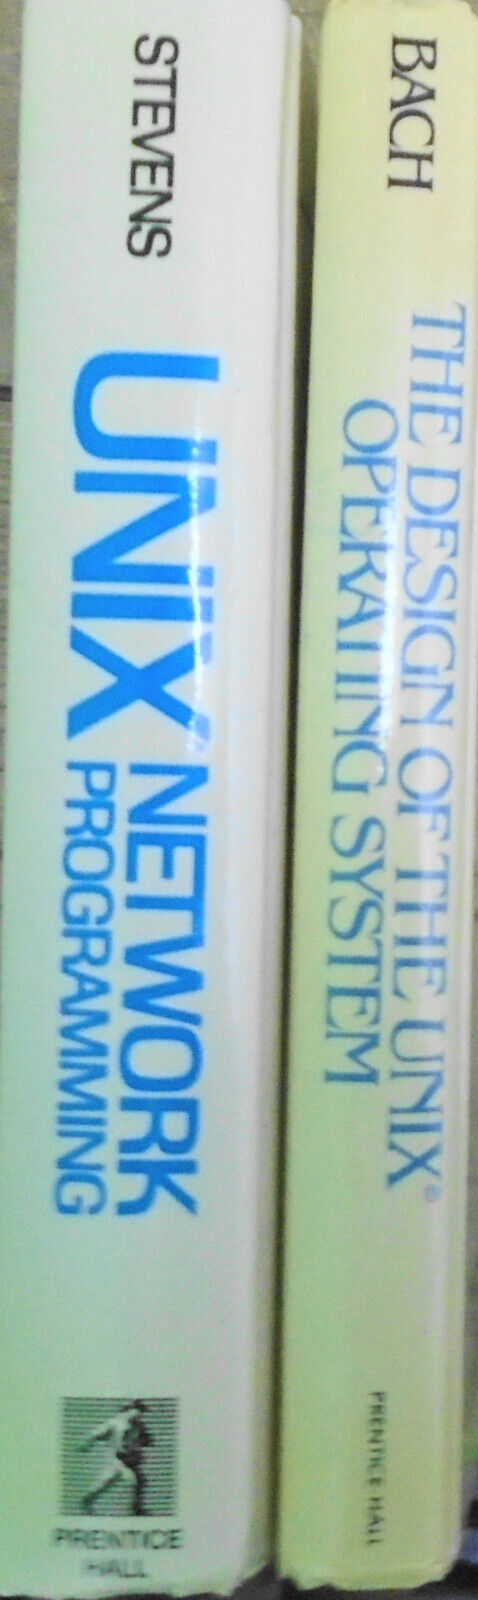 STEVENS
UNIX®
NETWORK
PROGRAMMING
PRENTICE
HALL
BACH
THE DESIGN OF THE UNIX®
OPERATING SYSTEM
PRENTICE-HALL